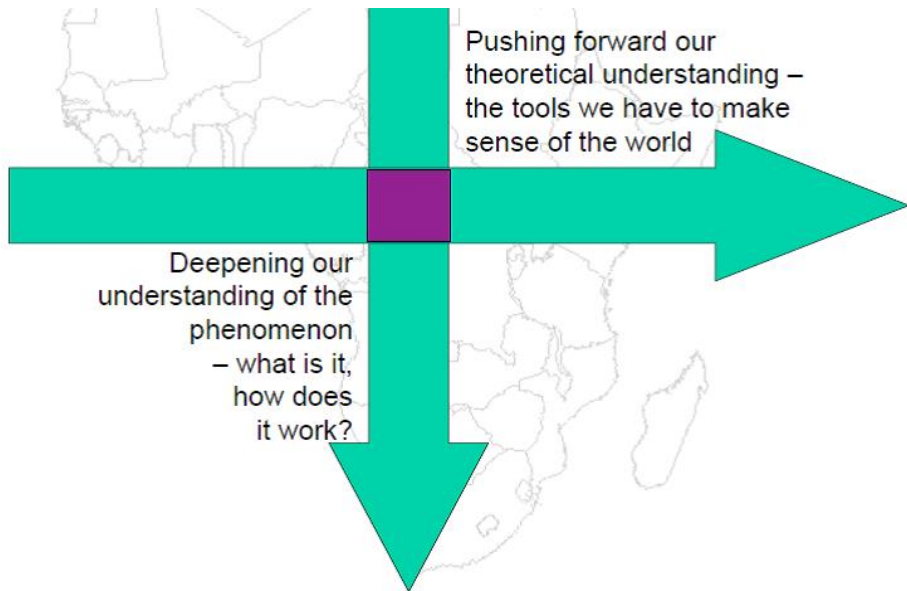 Pushing forward our
theoretical understanding –
the tools we have to make
sense of the world
Deepening our
understanding of the
phenomenon
– what is it,
how does
it work?